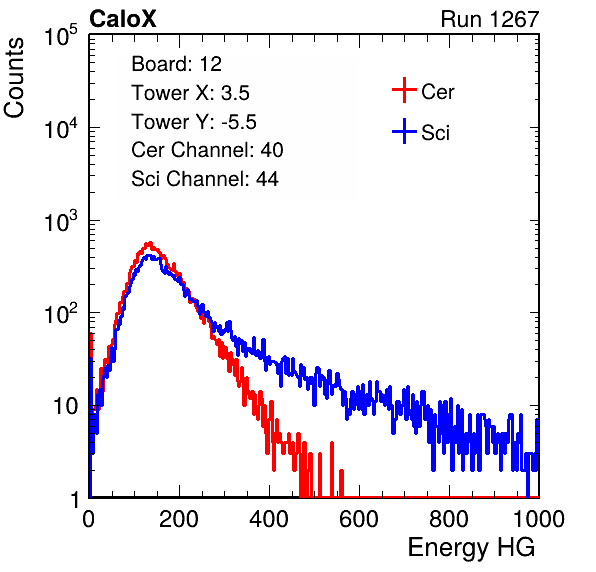 CaloX Run 1267
Counts
10^5
10^4
10^3
10^2
10
1
Board: 12
Tower X: 3.5
Tower Y: -5.5
Cer Channel: 40
Sci Channel: 44
Cer
Sci
0 200 400 600 800 1000
Energy HG